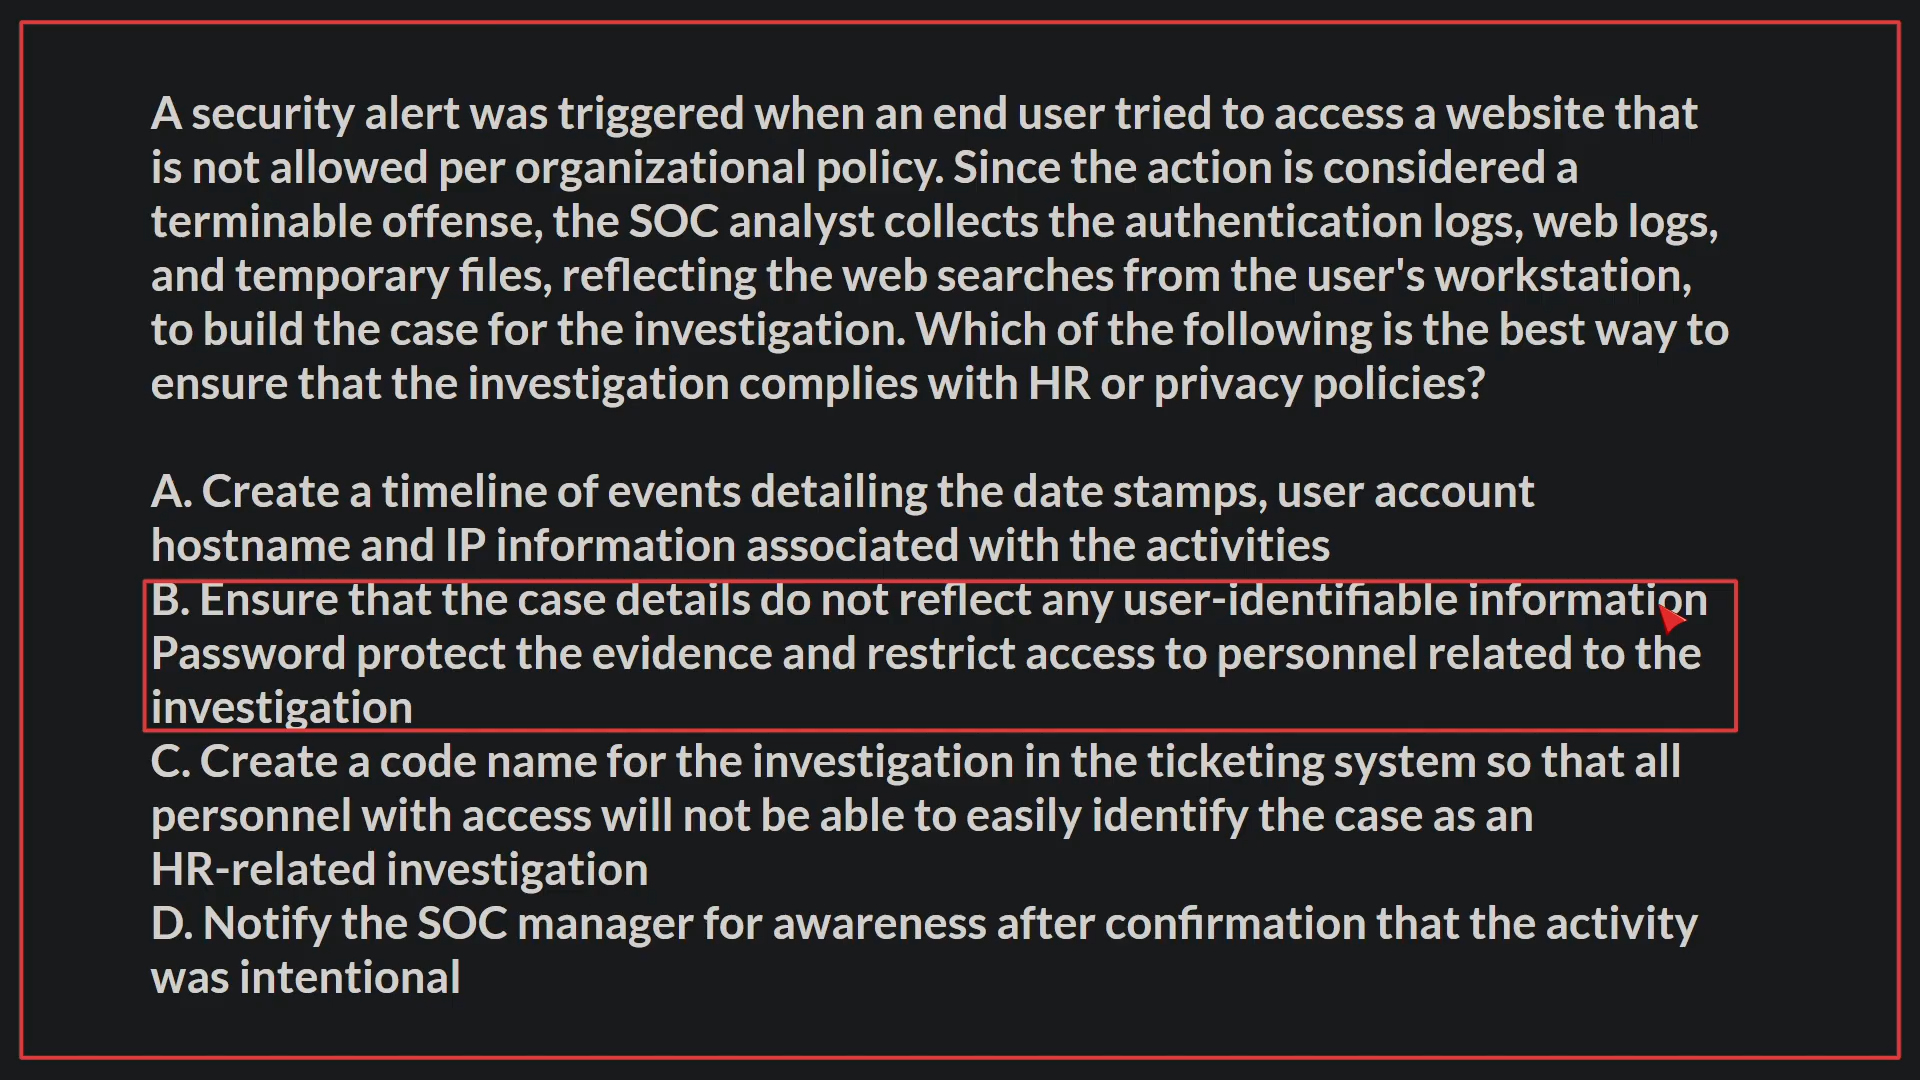 A security alert was triggered when an end user tried to access a website that
is not allowed per organizational policy. Since the action is considered a
terminable offense, the SOC analyst collects the authentication logs, web logs,
and temporary files, reflecting the web searches from the user's workstation,
to build the case for the investigation. Which of the following is the best way to
ensure that the investigation complies with HR or privacy policies?
A. Create a timeline of events detailing the date stamps, user account
hostname and IP information associated with the activities
B. Ensure that the case details do not reflect any user-identifiable information
Password protect the evidence and restrict access to personnel related to the
investigation
C. Create a code name for the investigation in the ticketing system so that all
personnel with access will not be able to easily identify the case as an
HR-related investigation
D. Notify the SOC manager for awareness after confirmation that the activity
was intentional